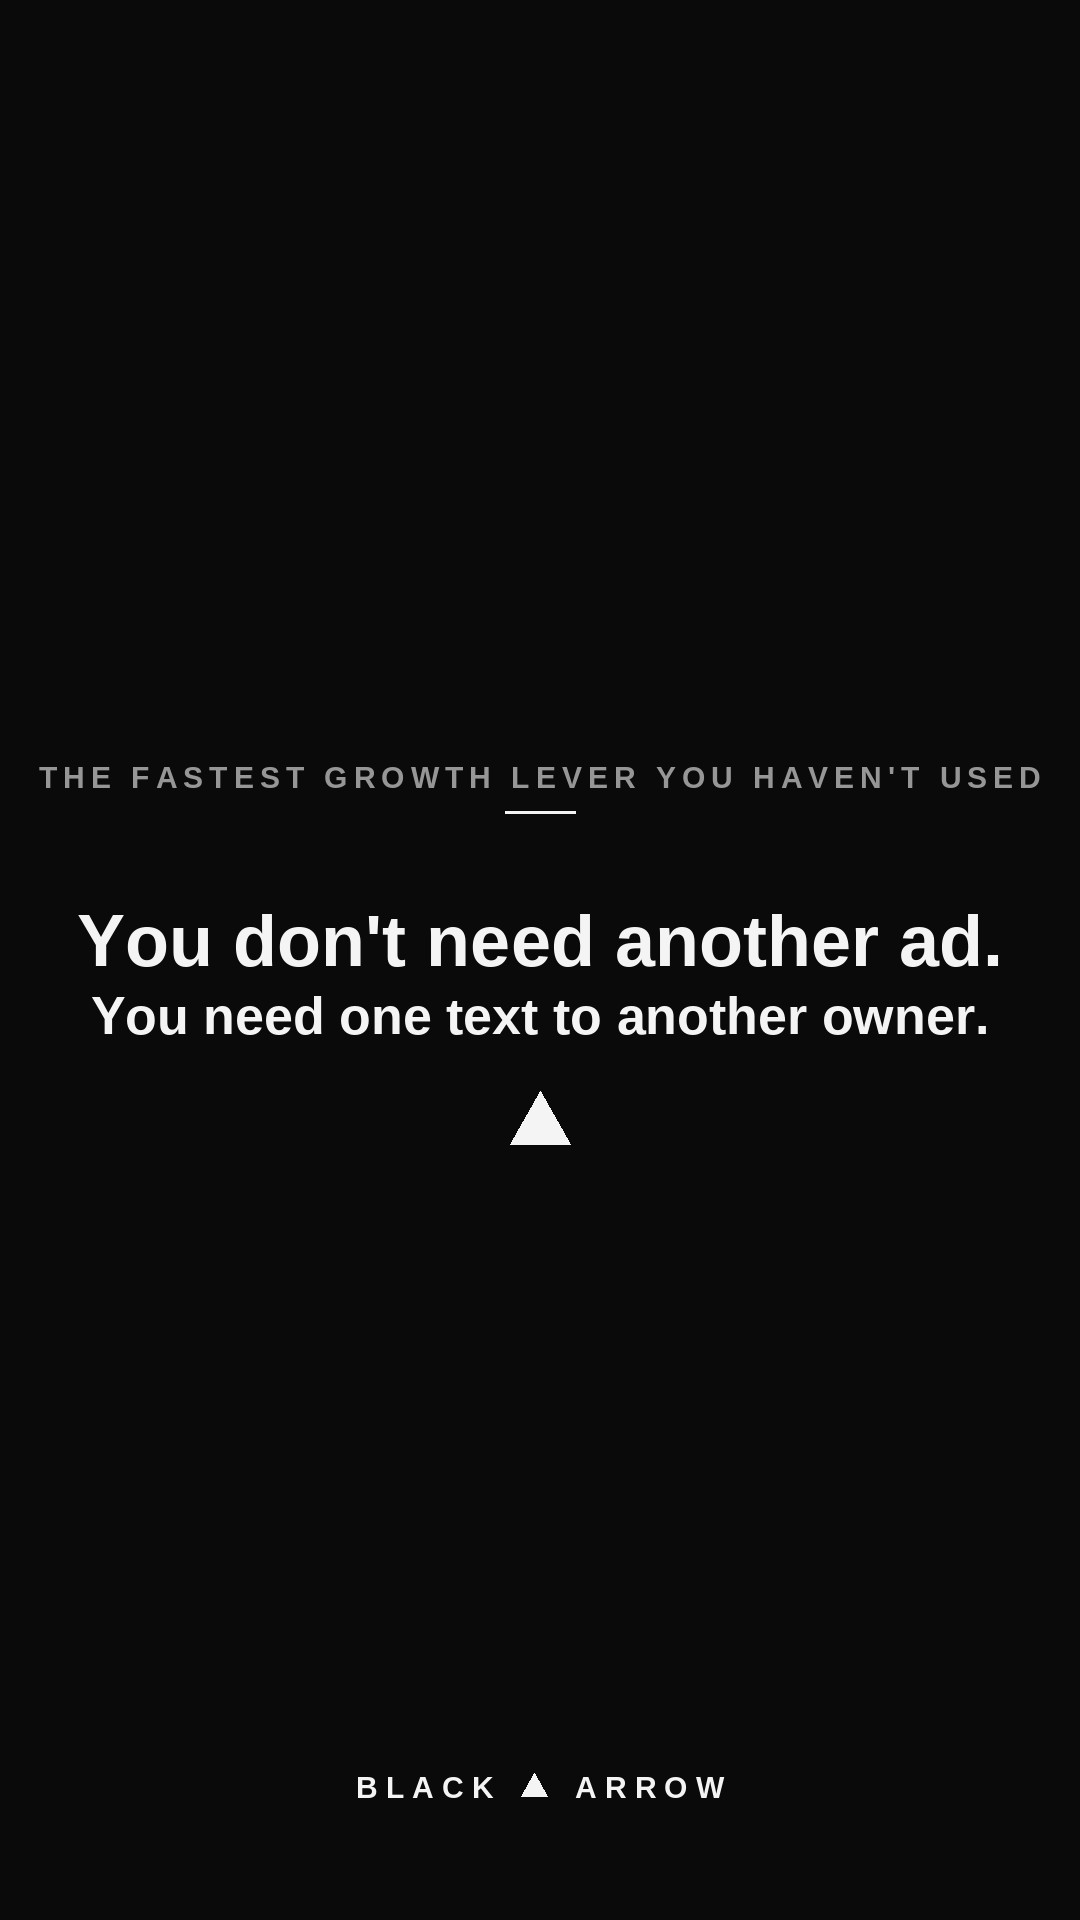 THE FASTEST GROWTH LEVER YOU HAVEN'T USED
You don't need another ad.
You need one text to another owner.
BLACK ARROW